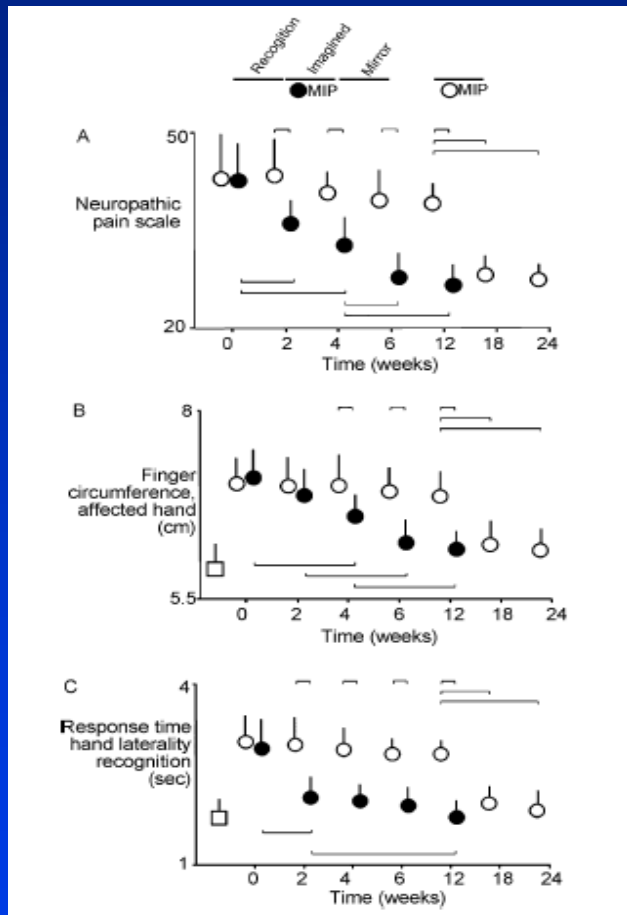 Recogition
Imagined
Mirror
MIP
MIP
A
50
Neuropathic
pain scale
20
0 2 4 6 12 18 24
Time (weeks)
B
8
Finger
circumference,
affected hand
(cm)
5.5
0 2 4 6 12 18 24
Time (weeks)
C
4
Response time
hand laterality
recognition
(sec)
1
0 2 4 6 12 18 24
Time (weeks)